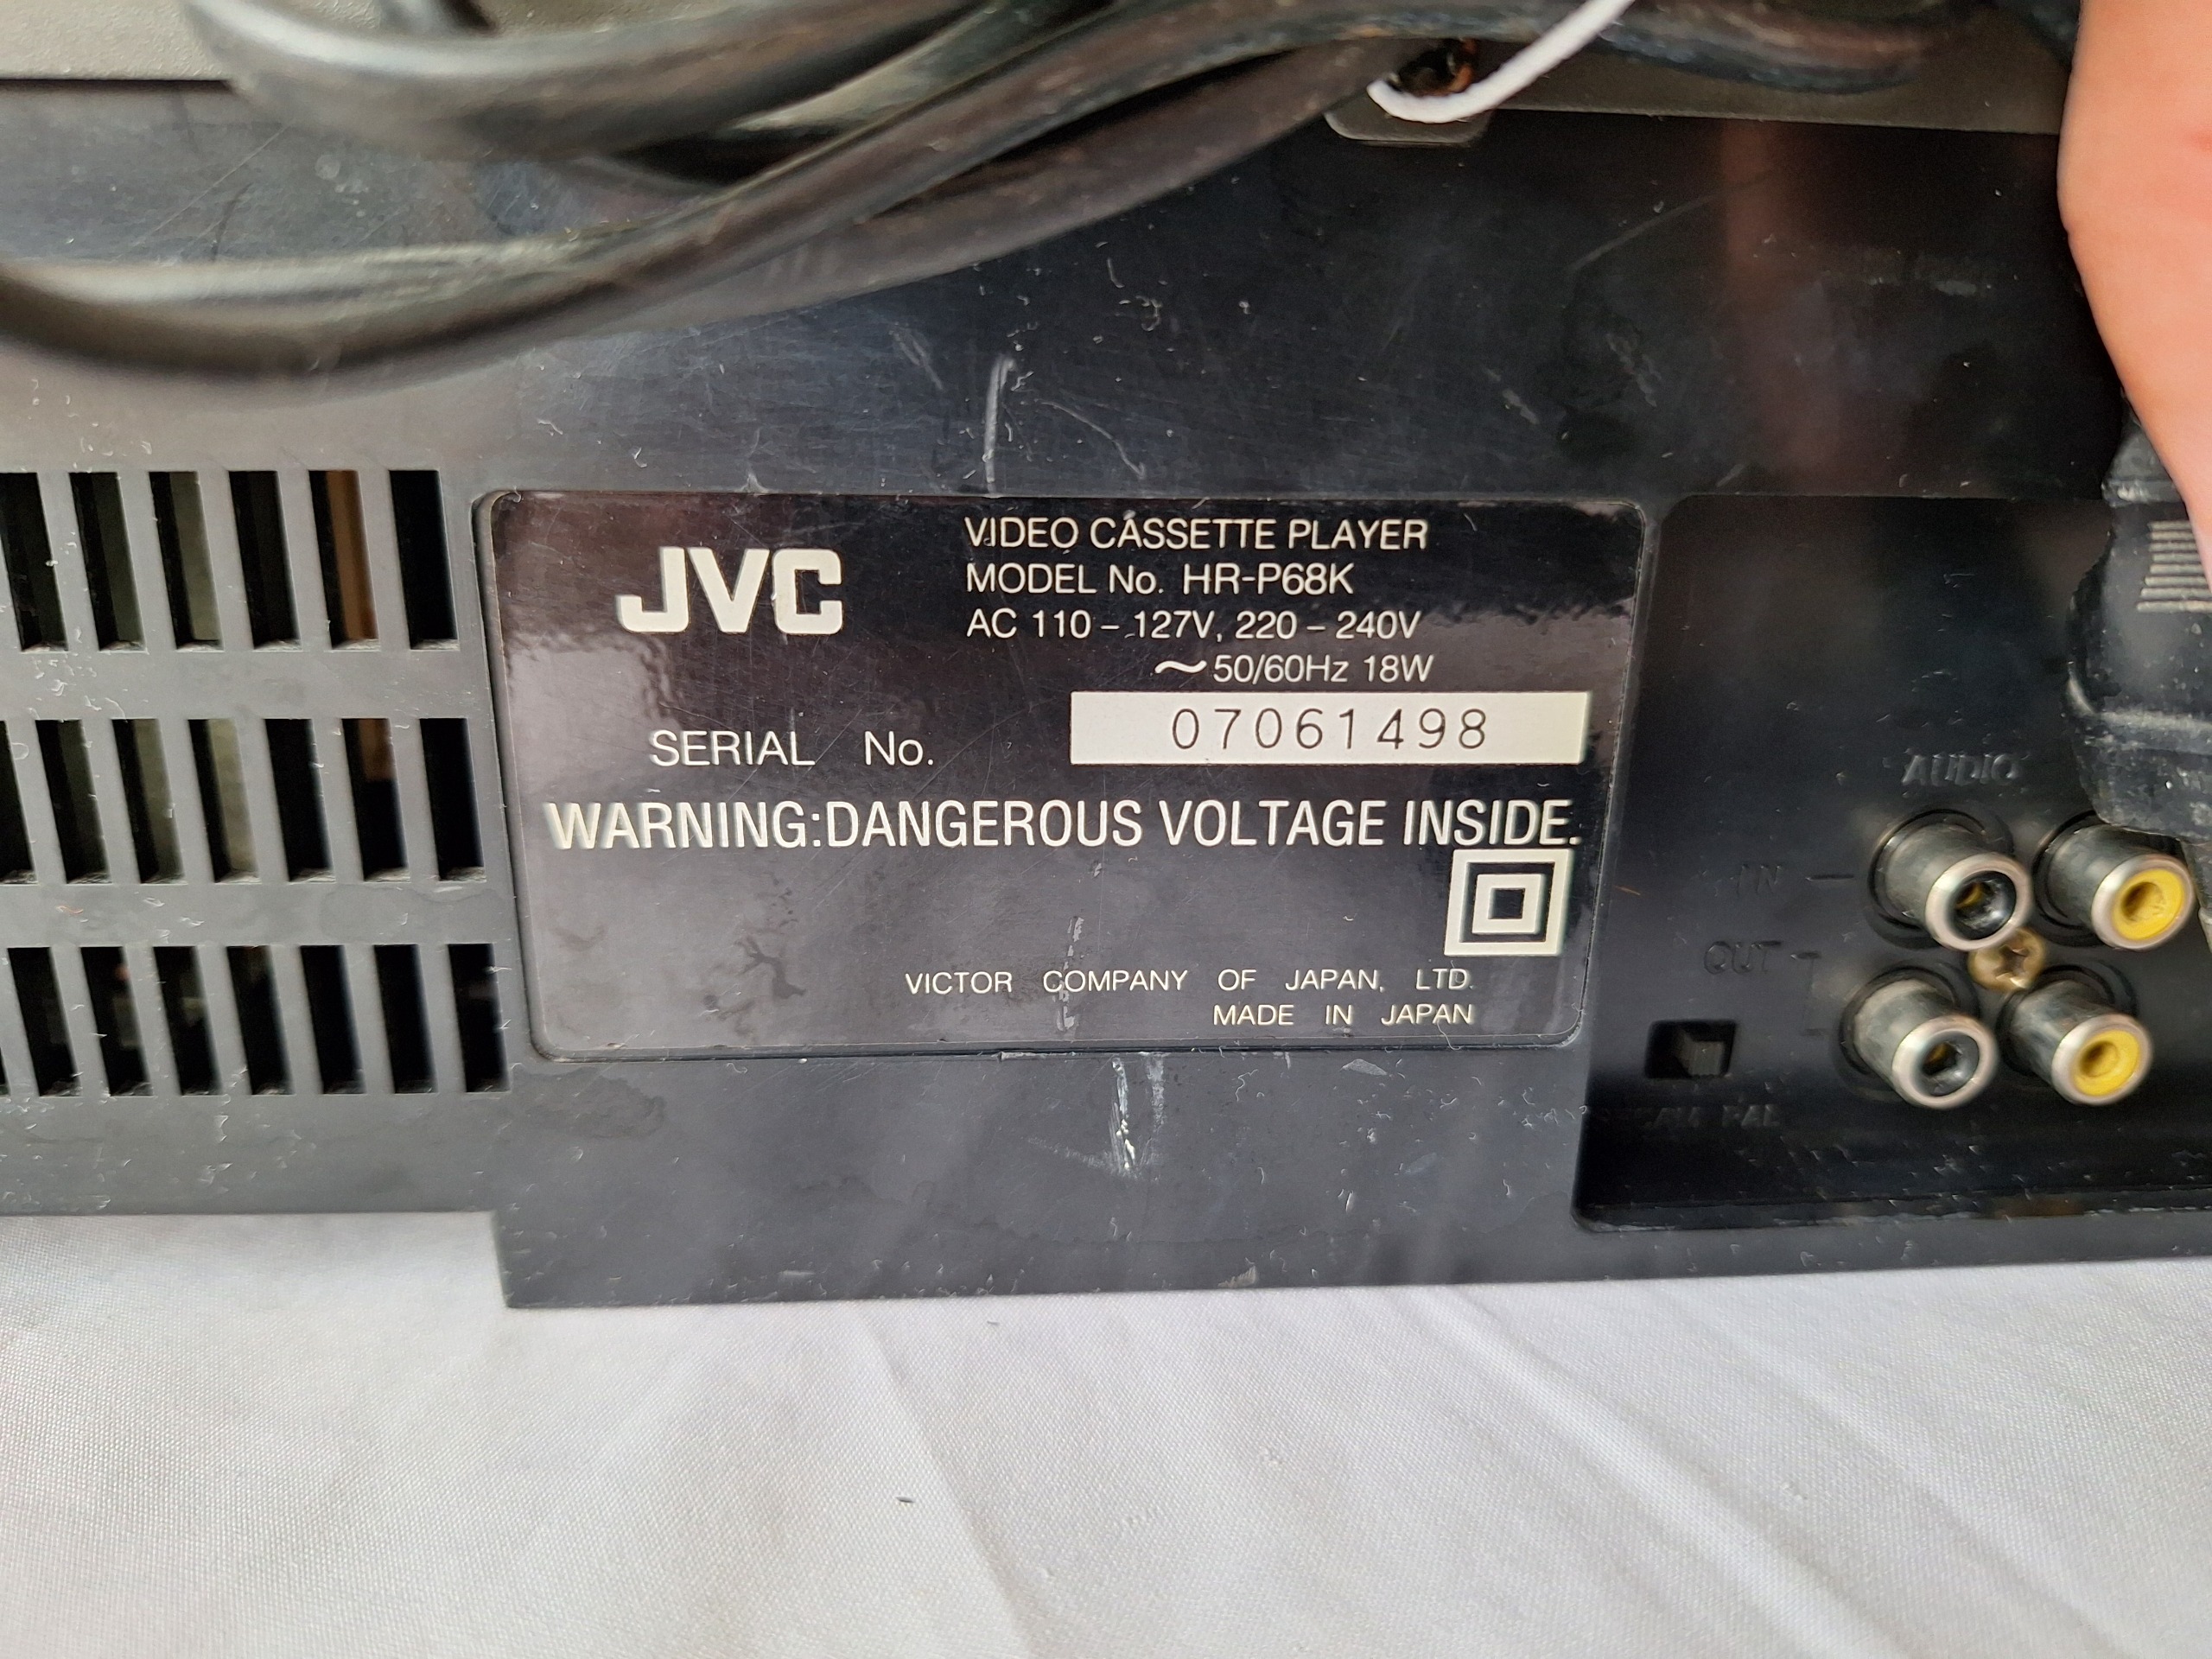 JVC
VIDEO CASSETTE PLAYER
MODEL No. HR-P68K
AC 110 – 127V, 220 – 240V
～50/60Hz 18W
SERIAL No. 07061498
WARNING:DANGEROUS VOLTAGE INSIDE.
VICTOR COMPANY OF JAPAN, LTD.
MADE IN JAPAN
AUDIO
IN
OUT
PAL